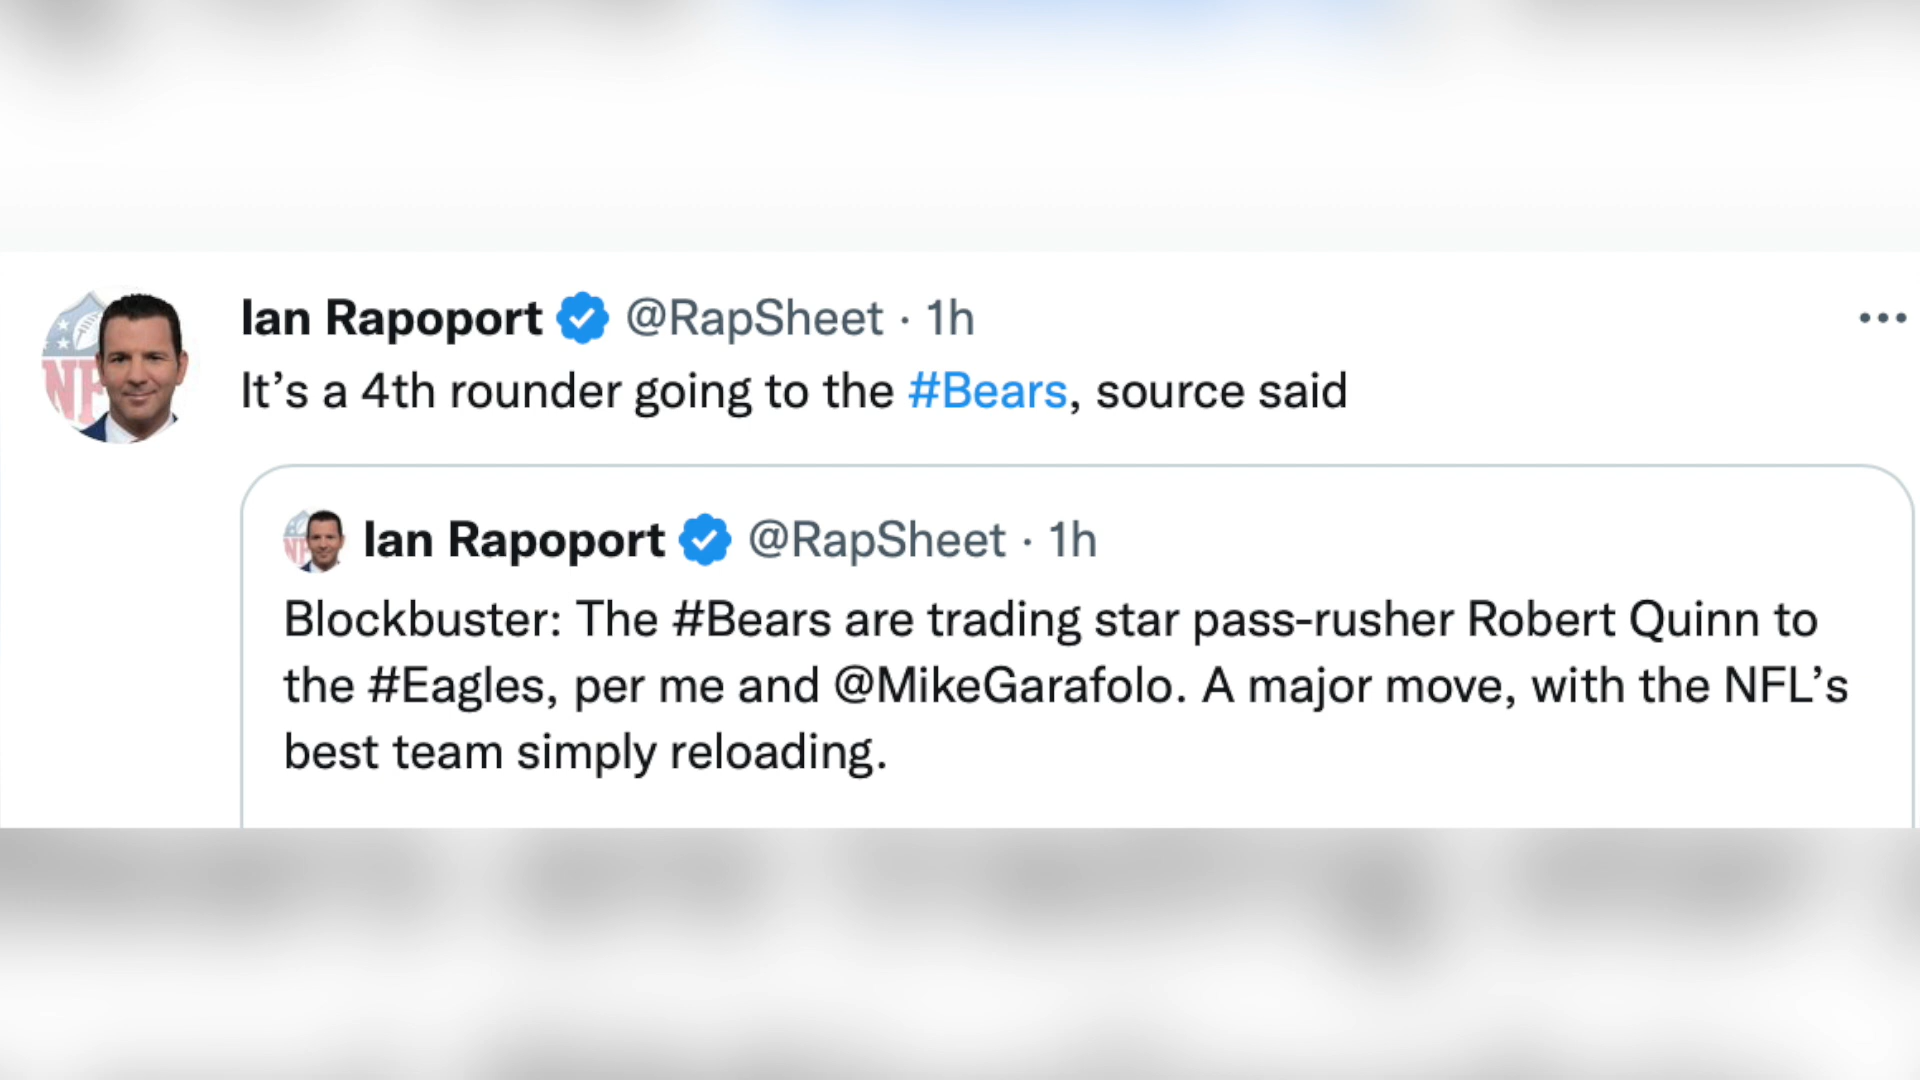 Ian Rapoport @RapSheet · 1h
It’s a 4th rounder going to the #Bears, source said
Ian Rapoport @RapSheet · 1h
Blockbuster: The #Bears are trading star pass-rusher Robert Quinn to
the #Eagles, per me and @MikeGarafolo. A major move, with the NFL’s
best team simply reloading.